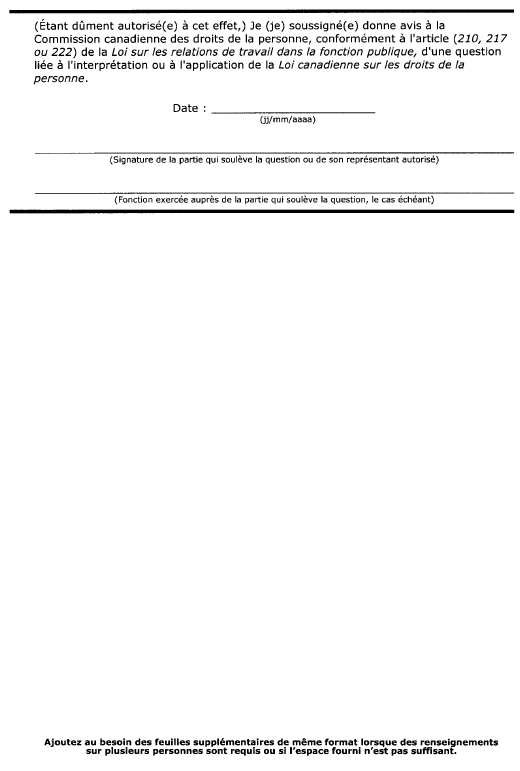 (Étant dûment autorisé(e) à cet effet,) Je (je) soussigné(e) donne avis à la
Commission canadienne des droits de la personne, conformément à l'article (210, 217
ou 222) de la Loi sur les relations de travail dans la fonction publique, d'une question
liée à l'interprétation ou à l'application de la Loi canadienne sur les droits de la
personne.
Date : ____________________
(jj/mm/aaaa)
(Signature de la partie qui soulève la question ou de son représentant autorisé)
(Fonction exercée auprès de la partie qui soulève la question, le cas échéant)
Ajoutez au besoin des feuilles supplémentaires de même format lorsque des renseignements
sur plusieurs personnes sont requis ou si l'espace fourni n'est pas suffisant.